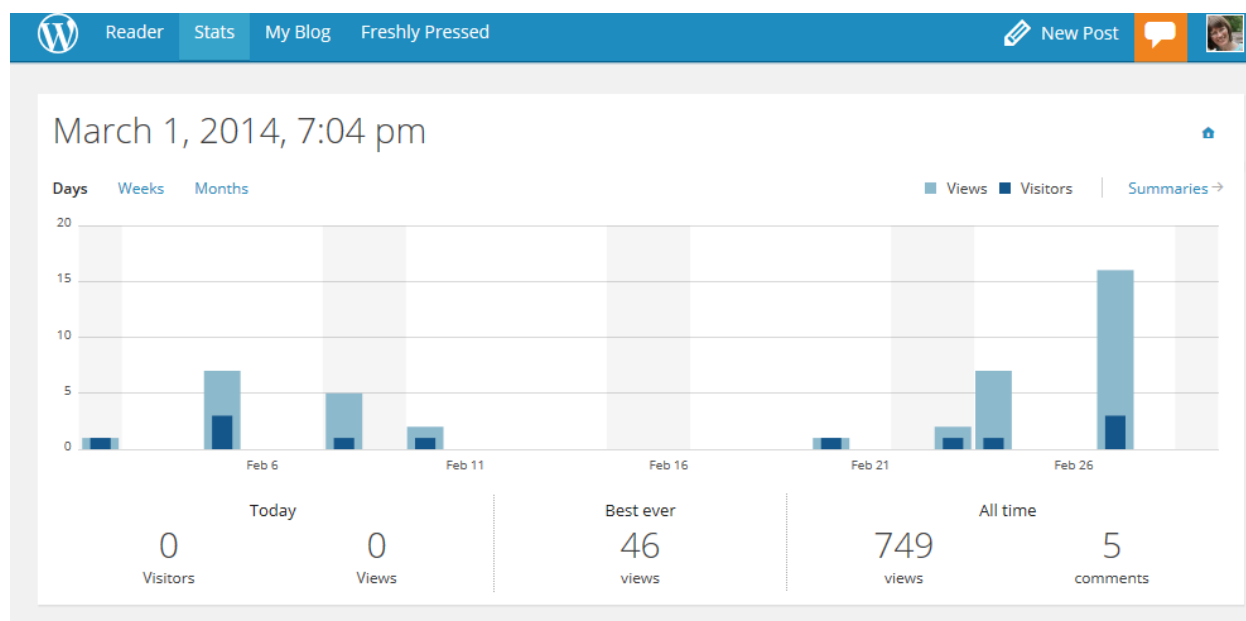 Reader Stats My Blog Freshly Pressed New Post
March 1, 2014, 7:04 pm
Days Weeks Months Views Visitors Summaries→
20
15
10
5
0
Feb 6 Feb 11 Feb 16 Feb 21 Feb 26
Today Best ever All time
0 0 46 749 5
Visitors Views views views comments